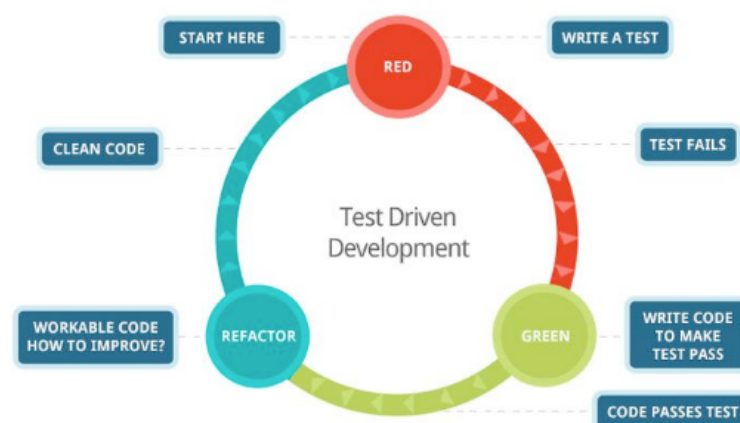 START HERE
RED
WRITE A TEST
CLEAN CODE
TEST FAILS
Test Driven
Development
WORKABLE CODE
HOW TO IMPROVE?
REFACTOR
GREEN
WRITE CODE
TO MAKE
TEST PASS
CODE PASSES TEST